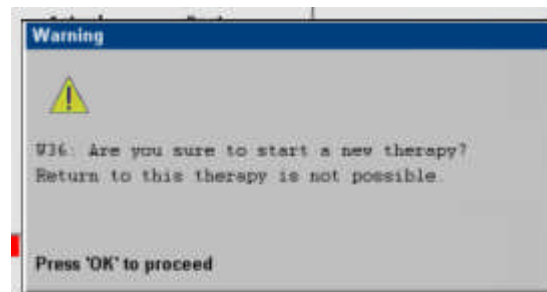 Warning
W36: Are you sure to start a new therapy?
Return to this therapy is not possible.
Press 'OK' to proceed